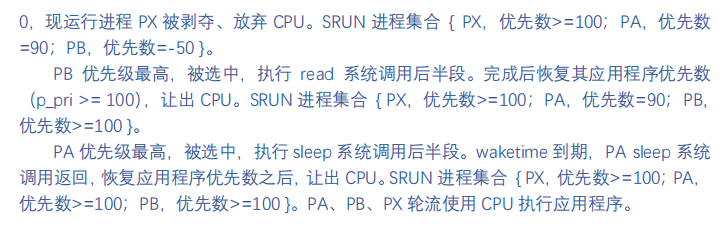 0，现运行进程 PX 被剥夺、放弃 CPU。SRUN 进程集合 { PX，优先数>=100；PA，优先数
=90；PB，优先数=-50 }。
PB 优先级最高，被选中，执行 read 系统调用后半段。完成后恢复其应用程序优先数
（p_pri >= 100），让出 CPU。SRUN 进程集合 { PX，优先数>=100；PA，优先数=90；PB，
优先数>=100 }。
PA 优先级最高，被选中，执行 sleep 系统调用后半段。waketime 到期，PA sleep 系统
调用返回，恢复应用程序优先数之后，让出 CPU。SRUN 进程集合 { PX，优先数>=100；PA，
优先数>=100；PB，优先数>=100 }。PA、PB、PX 轮流使用 CPU 执行应用程序。